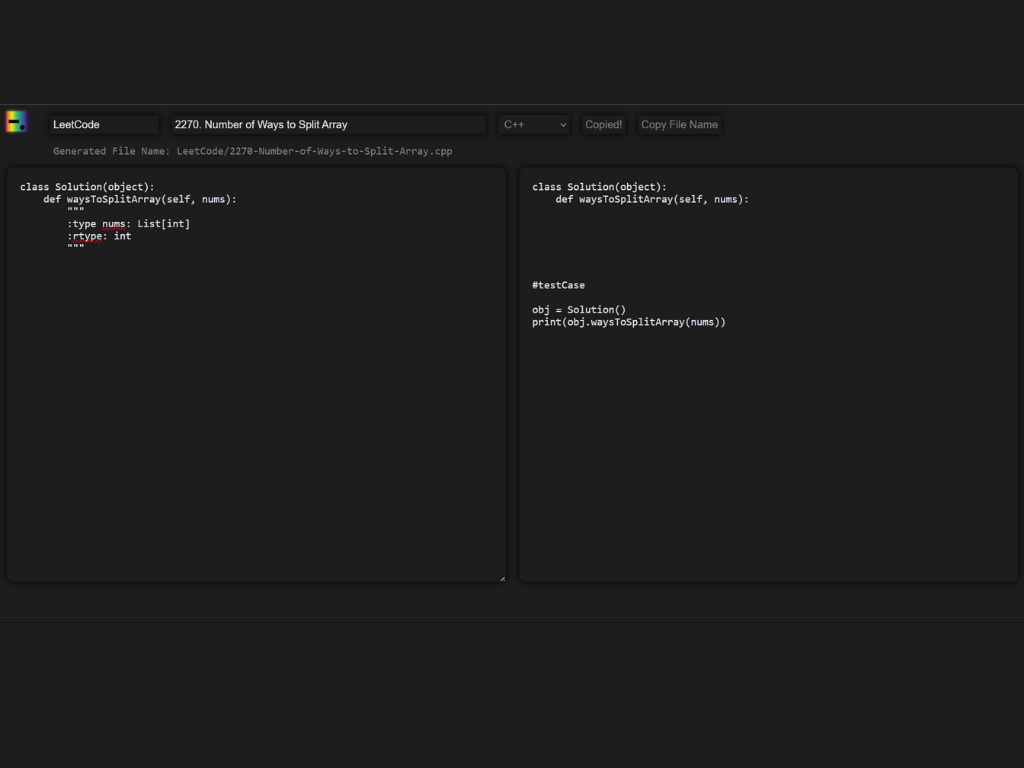 LeetCode 2270. Number of Ways to Split Array C++ Copied! Copy File Name
Generated File Name: LeetCode/2270-Number-of-Ways-to-Split-Array.cpp
class Solution(object):
    def waysToSplitArray(self, nums):
        """
        :type nums: List[int]
        :rtype: int
        """
class Solution(object):
    def waysToSplitArray(self, nums):
#testCase
obj = Solution()
print(obj.waysToSplitArray(nums))